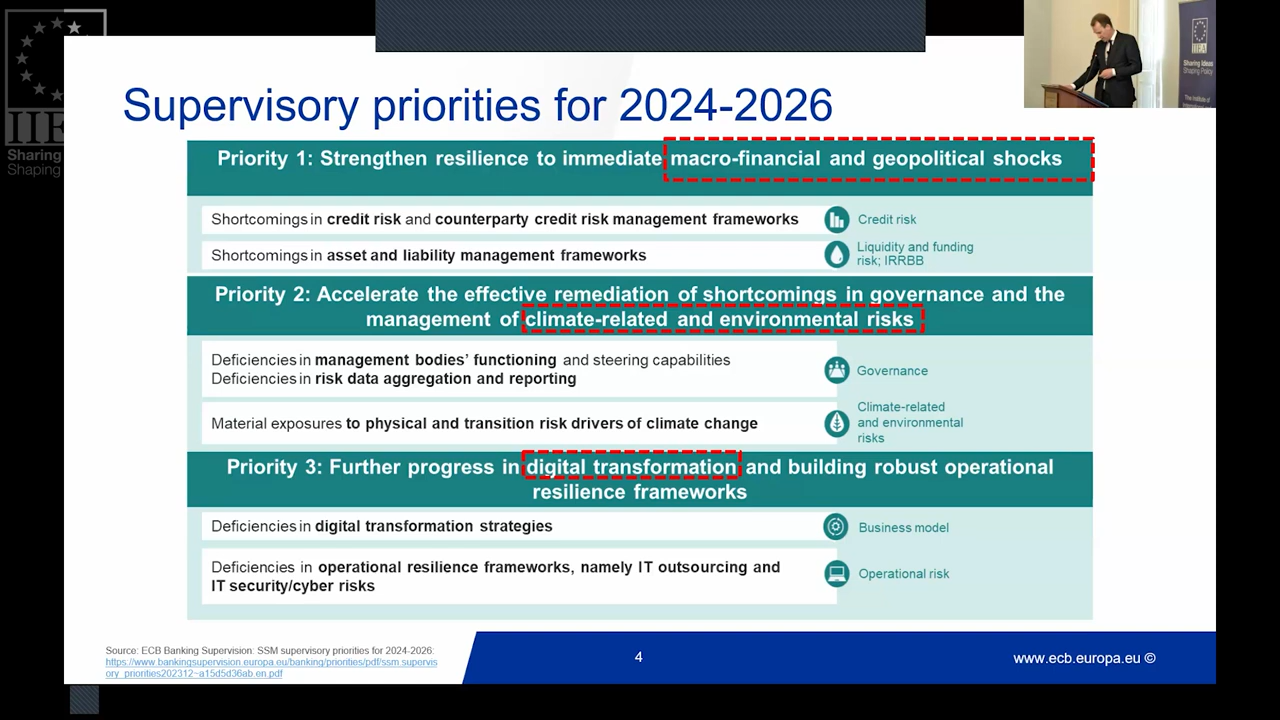 Supervisory priorities for 2024-2026
Priority 1: Strengthen resilience to immediate macro-financial and geopolitical shocks
Shortcomings in credit risk and counterparty credit risk management frameworks
Credit risk
Shortcomings in asset and liability management frameworks
Liquidity and funding
risk; IRRBB
Priority 2: Accelerate the effective remediation of shortcomings in governance and the
management of climate-related and environmental risks
Deficiencies in management bodies' functioning and steering capabilities
Deficiencies in risk data aggregation and reporting
Governance
Material exposures to physical and transition risk drivers of climate change
Climate-related
and environmental
risks
Priority 3: Further progress in digital transformation and building robust operational
resilience frameworks
Deficiencies in digital transformation strategies
Business model
Deficiencies in operational resilience frameworks, namely IT outsourcing and
IT security/cyber risks
Operational risk
Source: ECB Banking Supervision: SSM supervisory priorities for 2024-2026:
https://www.bankingsupervision.europa.eu/banking/priorities/pdf/ssm.supervis
ory_priorities202312~a15d5d36ab.en.pdf
4
www.ecb.europa.eu ©
Sharing
Shaping
Sharing Ideas
Shaping Policy